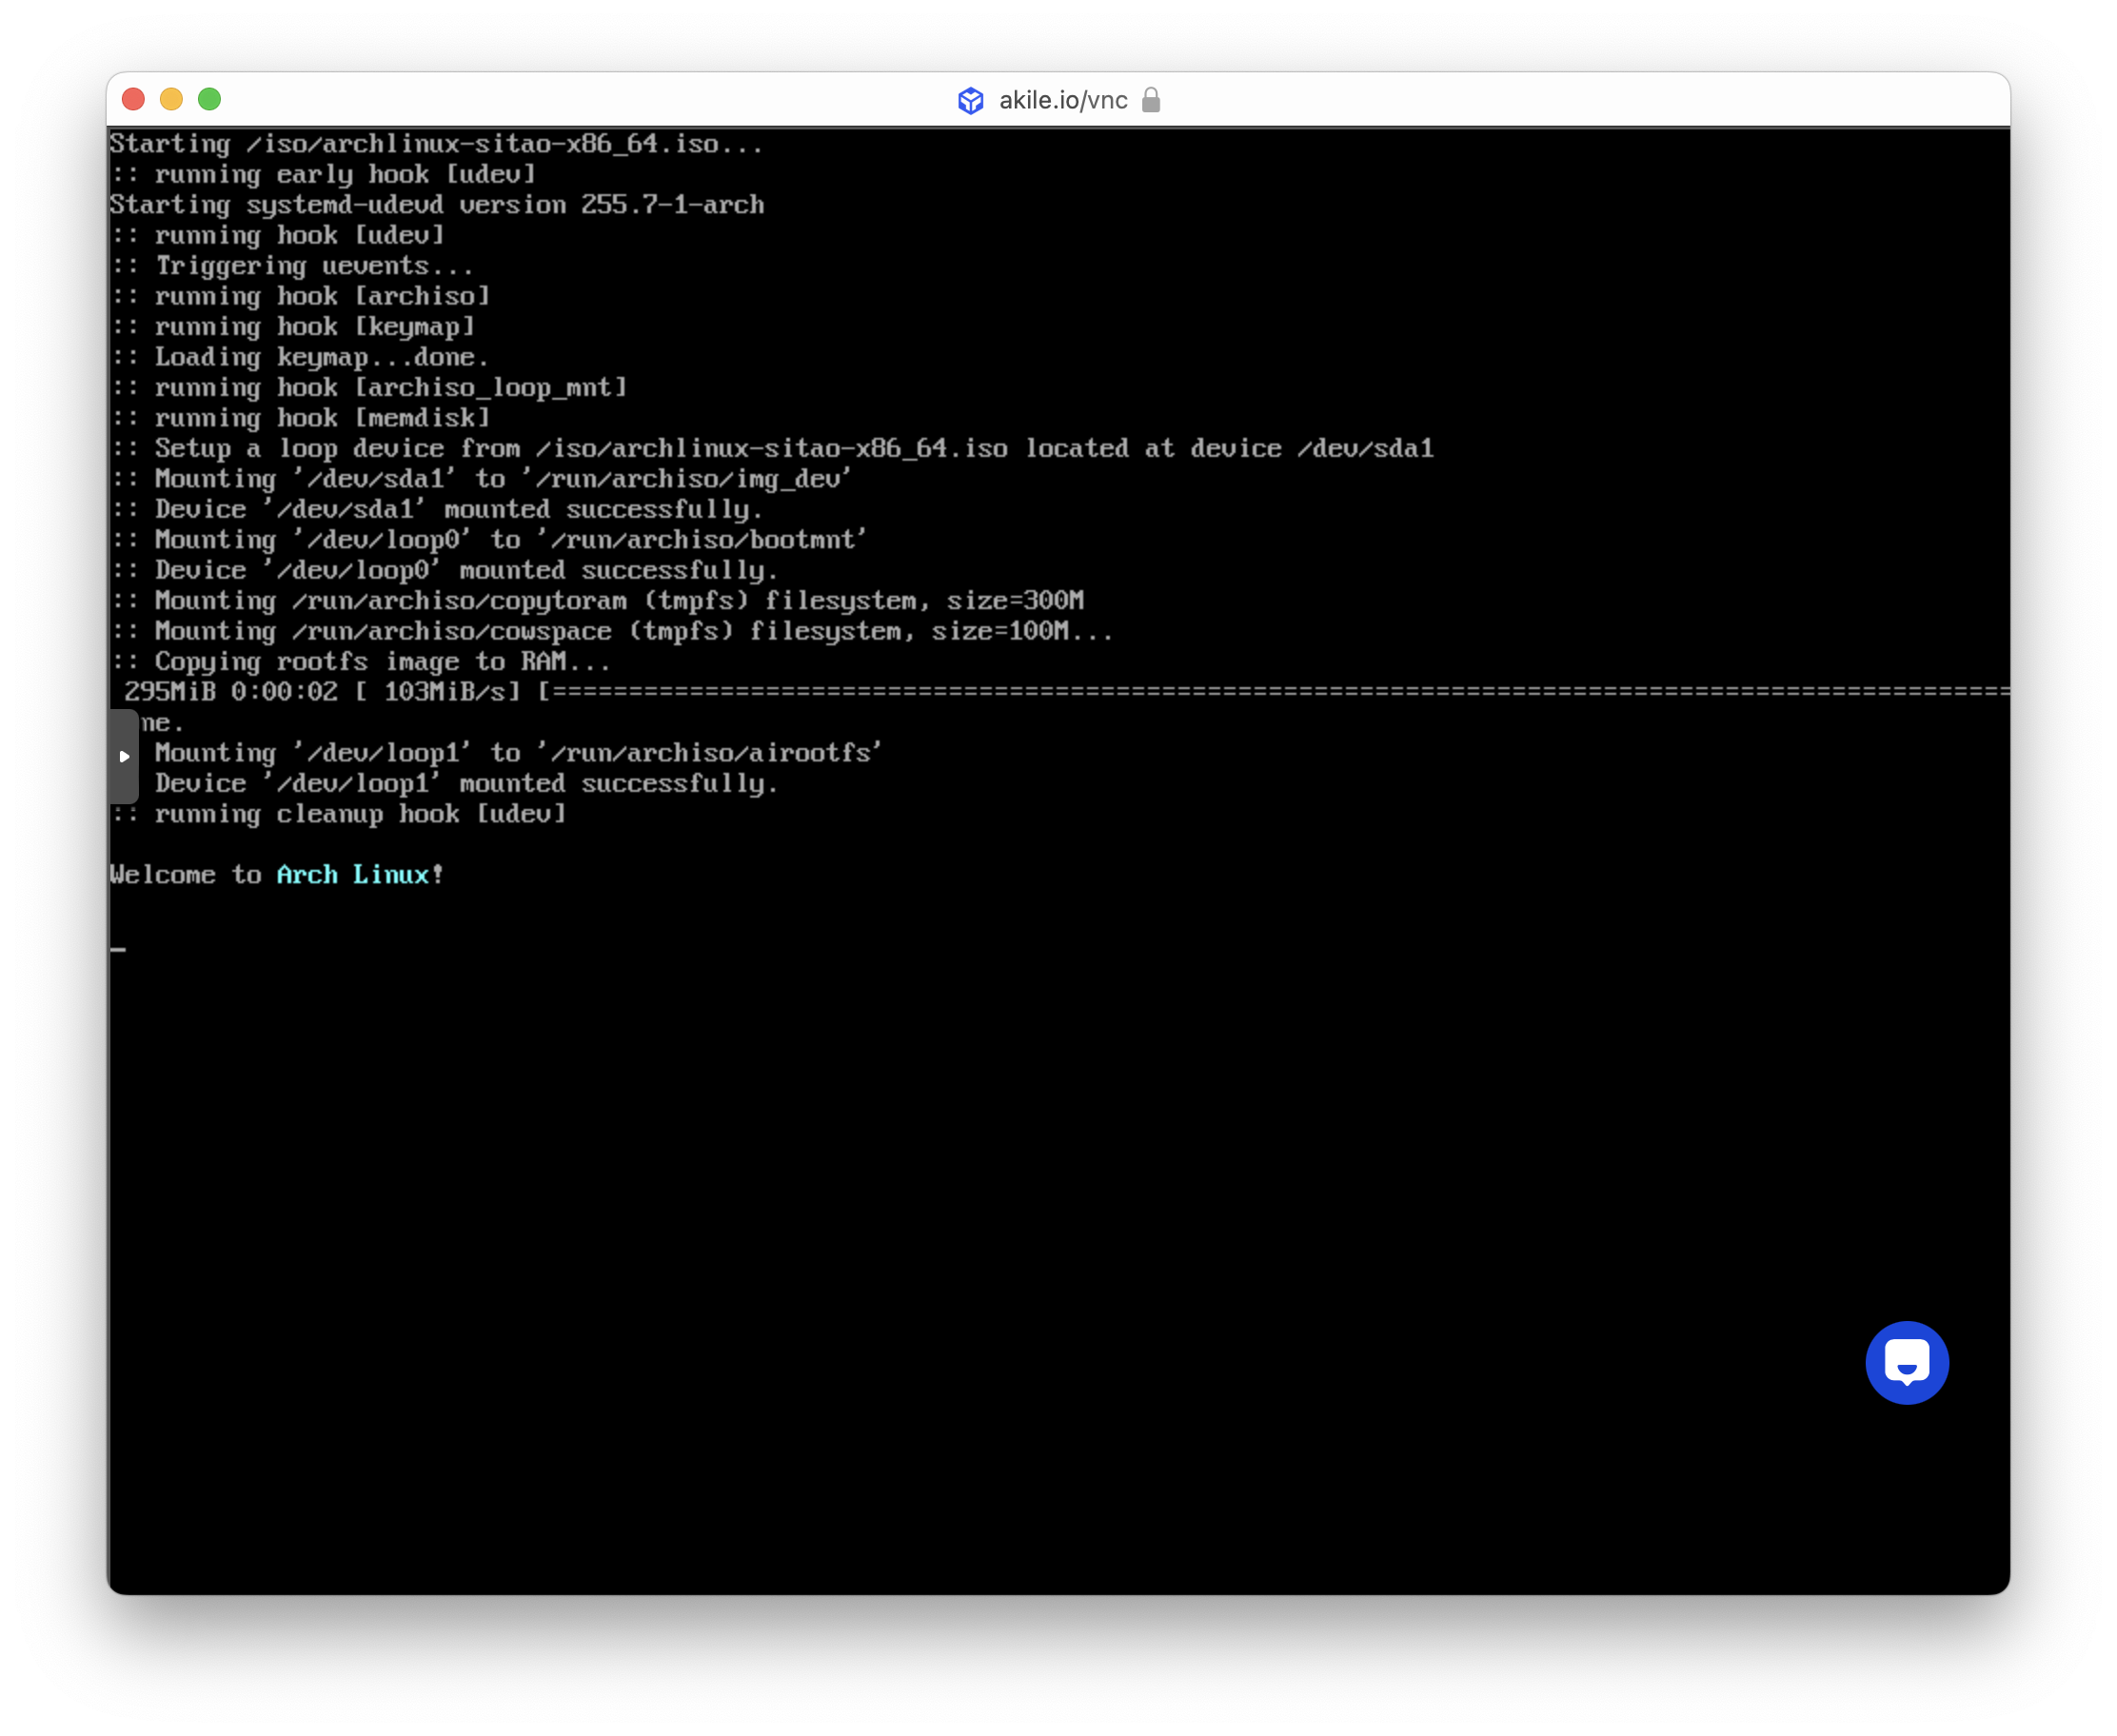 akile.io/vnc
Starting /iso/archlinux-sitao-x86_64.iso...
:: running early hook [udev]
Starting systemd-udevd version 255.7-1-arch
:: running hook [udev]
:: Triggering uevents...
:: running hook [archiso]
:: running hook [keymap]
:: Loading keymap...done.
:: running hook [archiso_loop_mnt]
:: running hook [memdisk]
:: Setup a loop device from /iso/archlinux-sitao-x86_64.iso located at device /dev/sda1
:: Mounting '/dev/sda1' to '/run/archiso/img_dev'
:: Device '/dev/sda1' mounted successfully.
:: Mounting '/dev/loop0' to '/run/archiso/bootmnt'
:: Device '/dev/loop0' mounted successfully.
:: Mounting /run/archiso/copytoram (tmpfs) filesystem, size=300M
:: Mounting /run/archiso/cowspace (tmpfs) filesystem, size=100M...
:: Copying rootfs image to RAM...
295MiB 0:00:02 [ 103MiB/s] [================================================================================================
ne.
Mounting '/dev/loop1' to '/run/archiso/airootfs'
Device '/dev/loop1' mounted successfully.
:: running cleanup hook [udev]
Welcome to Arch Linux!
_